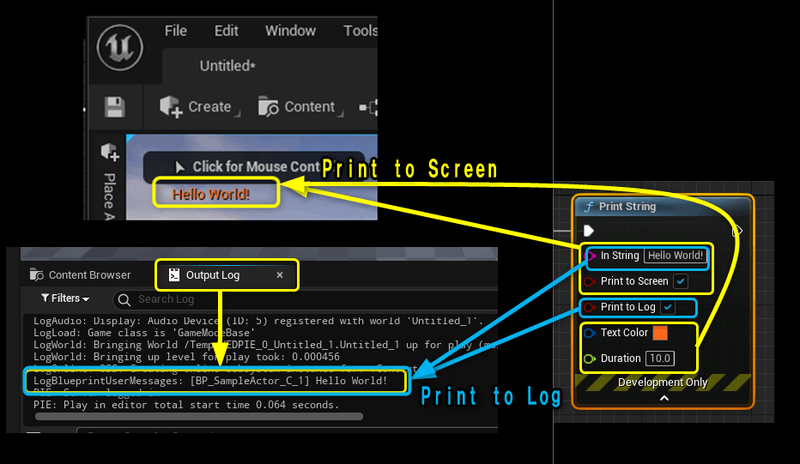 File Edit Window Tools
Untitled*
Create Content
Place A
Click for Mouse Cont
Hello World!
Print to Screen
Print String
In String Hello World!
Print to Screen
Print to Log
Text Color
Duration 10.0
Development Only
Content Browser Output Log ×
Filters Search Log
LogAudio: Display: Audio Device (ID: 5) registered with world 'Untitled_1'.
LogLoad: Game class is 'GameModeBase'
LogWorld: Bringing World /Temp/ EDPIE_0_Untitled_1.Untitled_1 up for play (m
LogWorld: Bringing up level for play took: 0.000456
LogBlueprintUserMessages: [BP_SampleActor_C_1] Hello World!
PIE: Play in editor total start time 0.064 seconds.
Print to Log